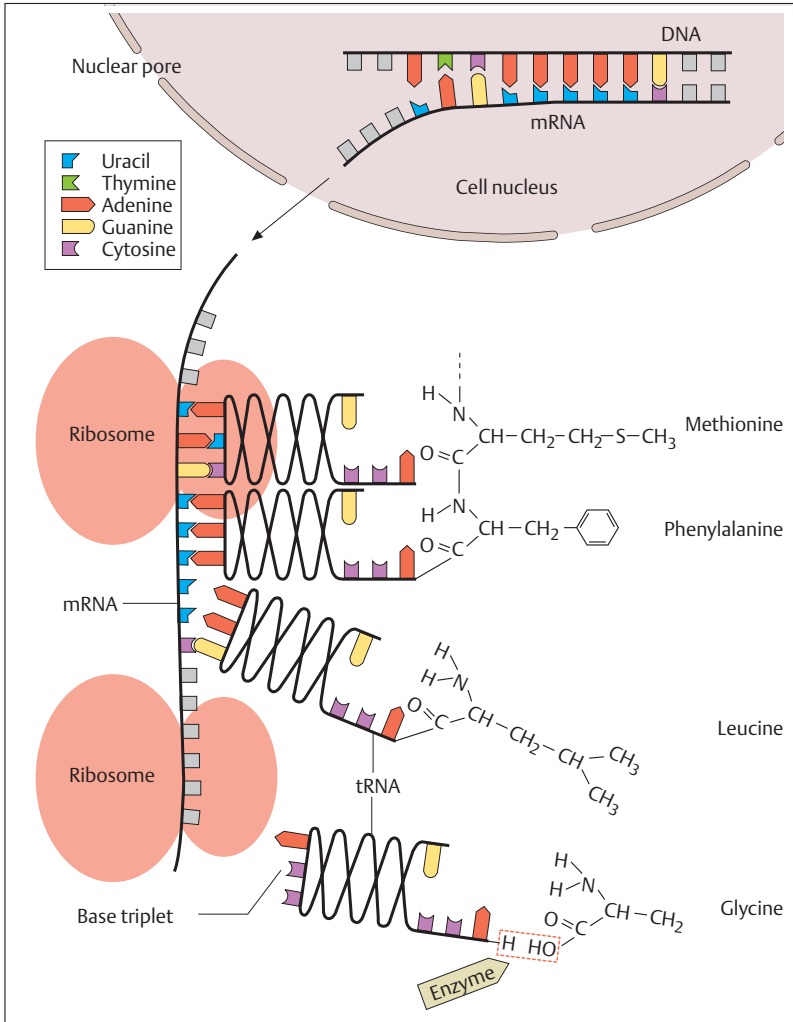 DNA
Nuclear pore
mRNA
Uracil
Thymine
Adenine
Guanine
Cytosine
Cell nucleus
Ribosome
H
N
O
C
CH–CH₂–CH₂–S–CH₃
Methionine
H
N
O
C
CH–CH₂
Phenylalanine
mRNA
H
H
N
O
C
CH
CH₂
CH
CH₃
CH₃
Leucine
Ribosome
tRNA
Base triplet
H
H
N
O
C
CH–CH₂
Glycine
H HO
Enzyme